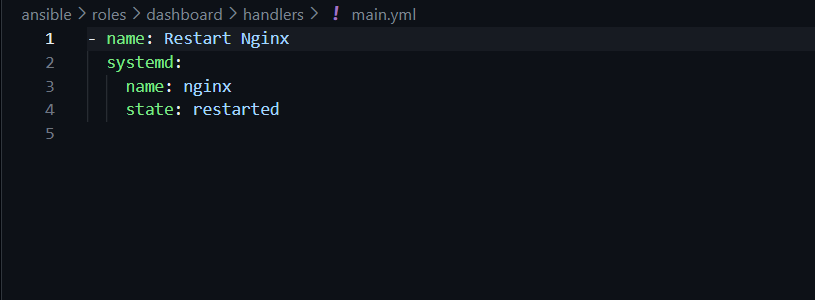 ansible > roles > dashboard > handlers > ! main.yml
1 - name: Restart Nginx
2   systemd:
3     name: nginx
4     state: restarted
5